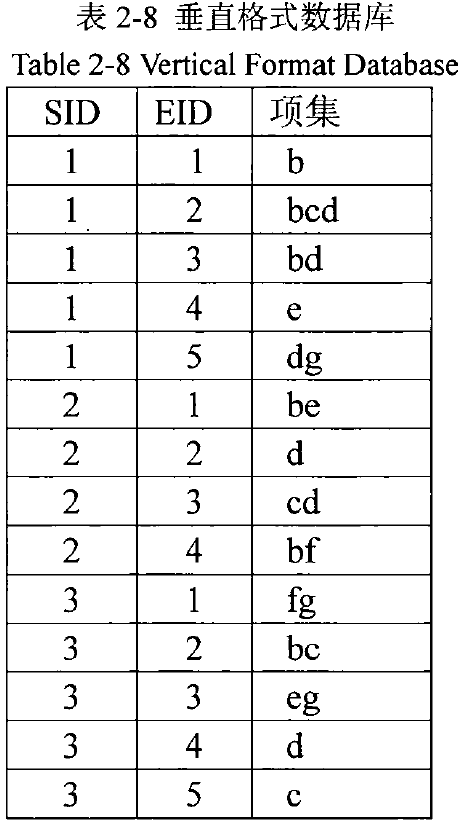 表 2-8 垂直格式数据库
Table 2-8 Vertical Format Database
SID EID 项集
1 1 b
1 2 bcd
1 3 bd
1 4 e
1 5 dg
2 1 be
2 2 d
2 3 cd
2 4 bf
3 1 fg
3 2 bc
3 3 eg
3 4 d
3 5 c